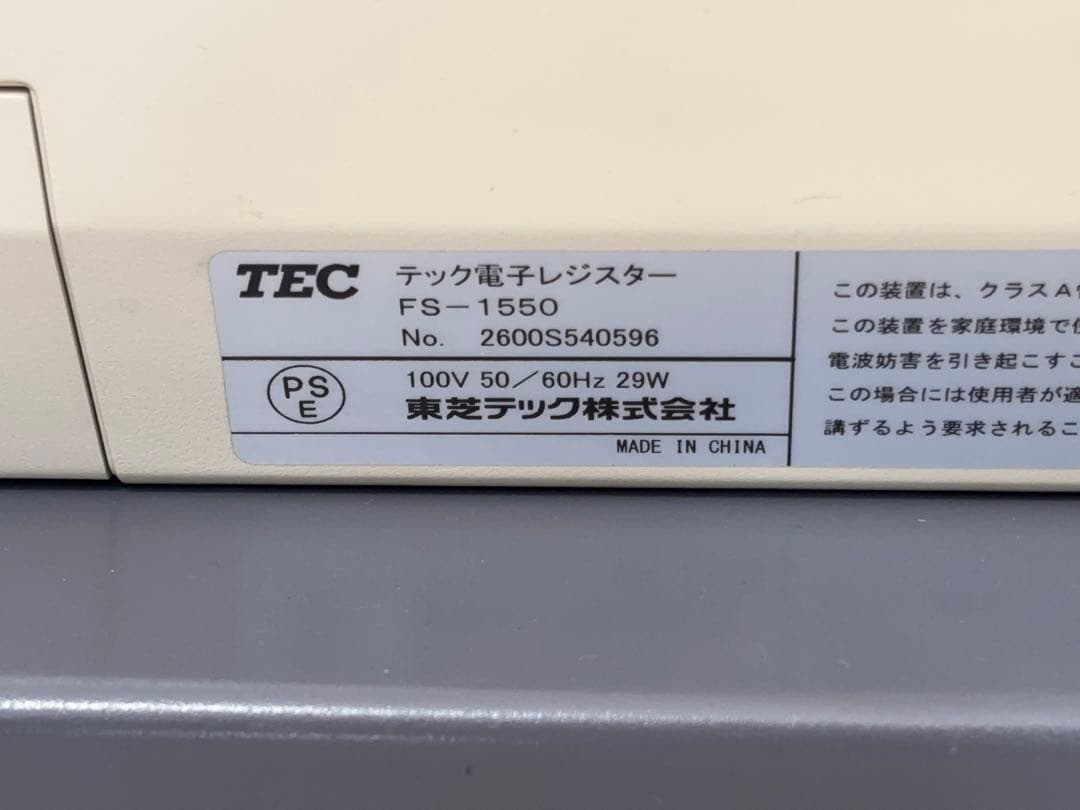 TEC テック電子レジスター
FS-1550
No. 2600S540596
PSE
100V 50/60Hz 29W
東芝テック株式会社
MADE IN CHINA
この装置は、クラスA
この装置を家庭環境で
電波妨害を引き起こすこ
この場合には使用者が適
講ずるよう要求されるこ